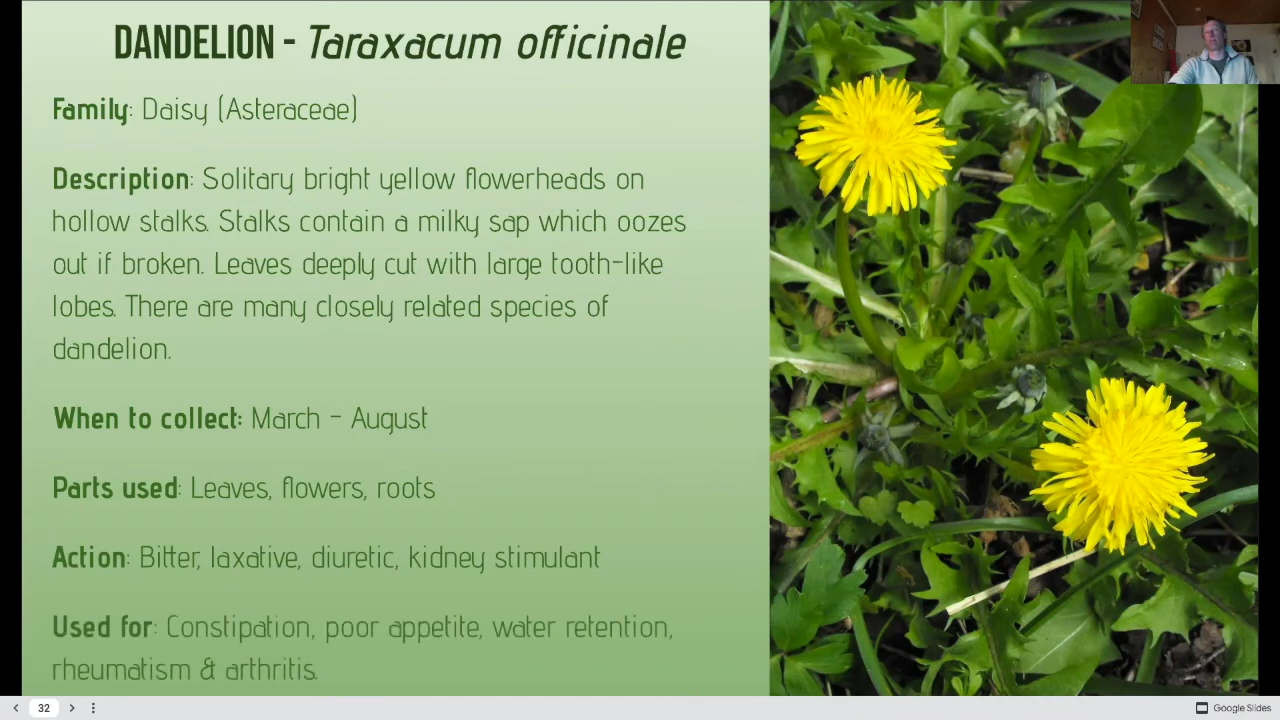 DANDELION - Taraxacum officinale
Family: Daisy (Asteraceae)
Description: Solitary bright yellow flowerheads on
hollow stalks. Stalks contain a milky sap which oozes
out if broken. Leaves deeply cut with large tooth-like
lobes. There are many closely related species of
dandelion.
When to collect: March - August
Parts used: Leaves, flowers, roots
Action: Bitter, laxative, diuretic, kidney stimulant
Used for: Constipation, poor appetite, water retention,
rheumatism & arthritis.
32
Google Slides